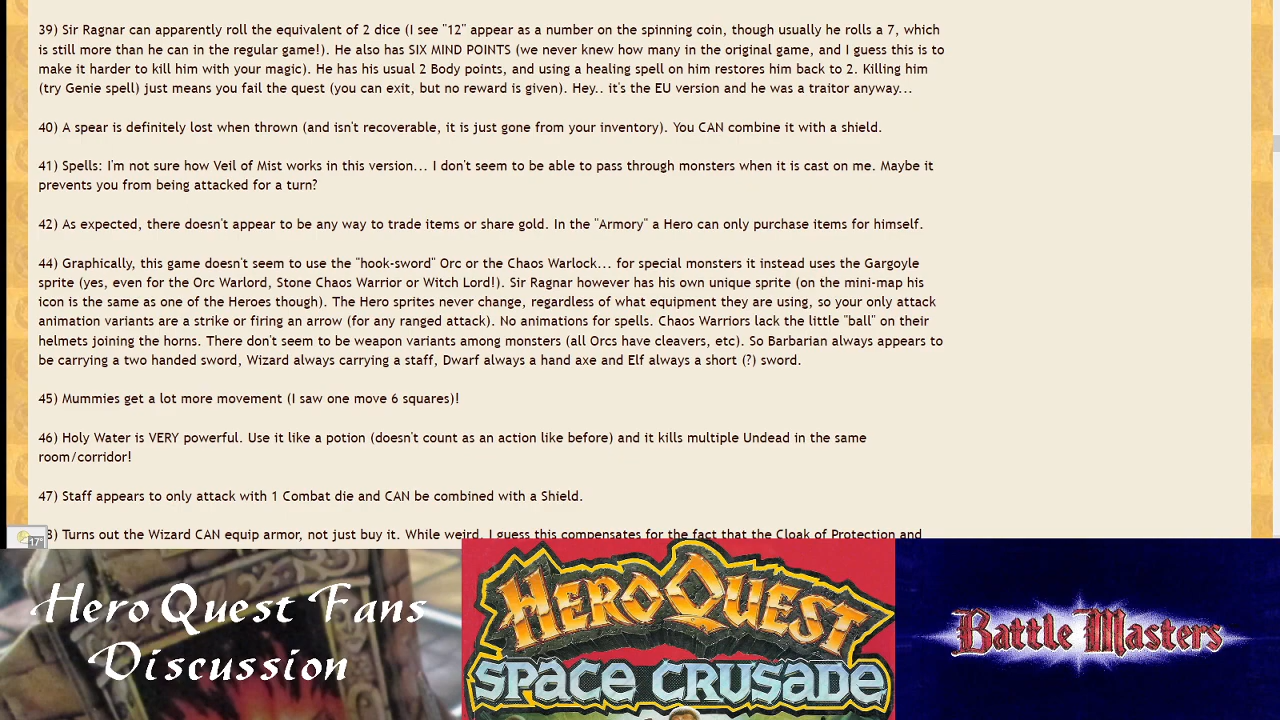 39) Sir Ragnar can apparently roll the equivalent of 2 dice (I see "12" appear as a number on the spinning coin, though usually he rolls a 7, which
is still more than he can in the regular game!). He also has SIX MIND POINTS (we never knew how many in the original game, and I guess this is to
make it harder to kill him with your magic). He has his usual 2 Body points, and using a healing spell on him restores him back to 2. Killing him
(try Genie spell) just means you fail the quest (you can exit, but no reward is given). Hey.. it's the EU version and he was a traitor anyway...
40) A spear is definitely lost when thrown (and isn't recoverable, it is just gone from your inventory). You CAN combine it with a shield.
41) Spells: I'm not sure how Veil of Mist works in this version... I don't seem to be able to pass through monsters when it is cast on me. Maybe it
prevents you from being attacked for a turn?
42) As expected, there doesn't appear to be any way to trade items or share gold. In the "Armory" a Hero can only purchase items for himself.
44) Graphically, this game doesn't seem to use the "hook-sword" Orc or the Chaos Warlock... for special monsters it instead uses the Gargoyle
sprite (yes, even for the Orc Warlord, Stone Chaos Warrior or Witch Lord!). Sir Ragnar however has his own unique sprite (on the mini-map his
icon is the same as one of the Heroes though). The Hero sprites never change, regardless of what equipment they are using, so your only attack
animation variants are a strike or firing an arrow (for any ranged attack). No animations for spells. Chaos Warriors lack the little "ball" on their
helmets joining the horns. There don't seem to be weapon variants among monsters (all Orcs have cleavers, etc). So Barbarian always appears to
be carrying a two handed sword, Wizard always carrying a staff, Dwarf always a hand axe and Elf always a short (?) sword.
45) Mummies get a lot more movement (I saw one move 6 squares)!
46) Holy Water is VERY powerful. Use it like a potion (doesn't count as an action like before) and it kills multiple Undead in the same
room/corridor!
47) Staff appears to only attack with 1 Combat die and CAN be combined with a Shield.
8) Turns out the Wizard CAN equip armor, not just buy it. While weird, I guess this compensates for the fact that the Cloak of Protection and
17°
HeroQuest Fans
Discussion
HEROQUEST
SPACE CRUSADE
Battle Masters